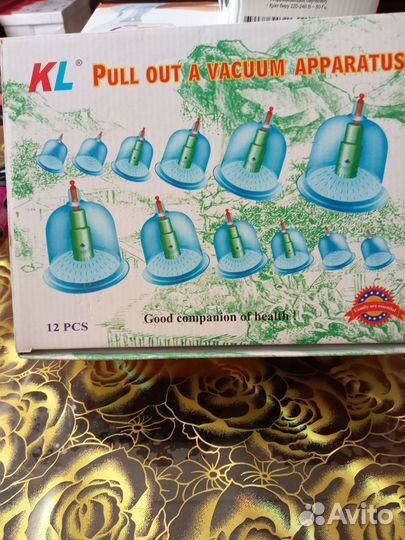 KL® PULL OUT A VACUUM APPARATUS
12 PCS
Good companion of health !
Avito